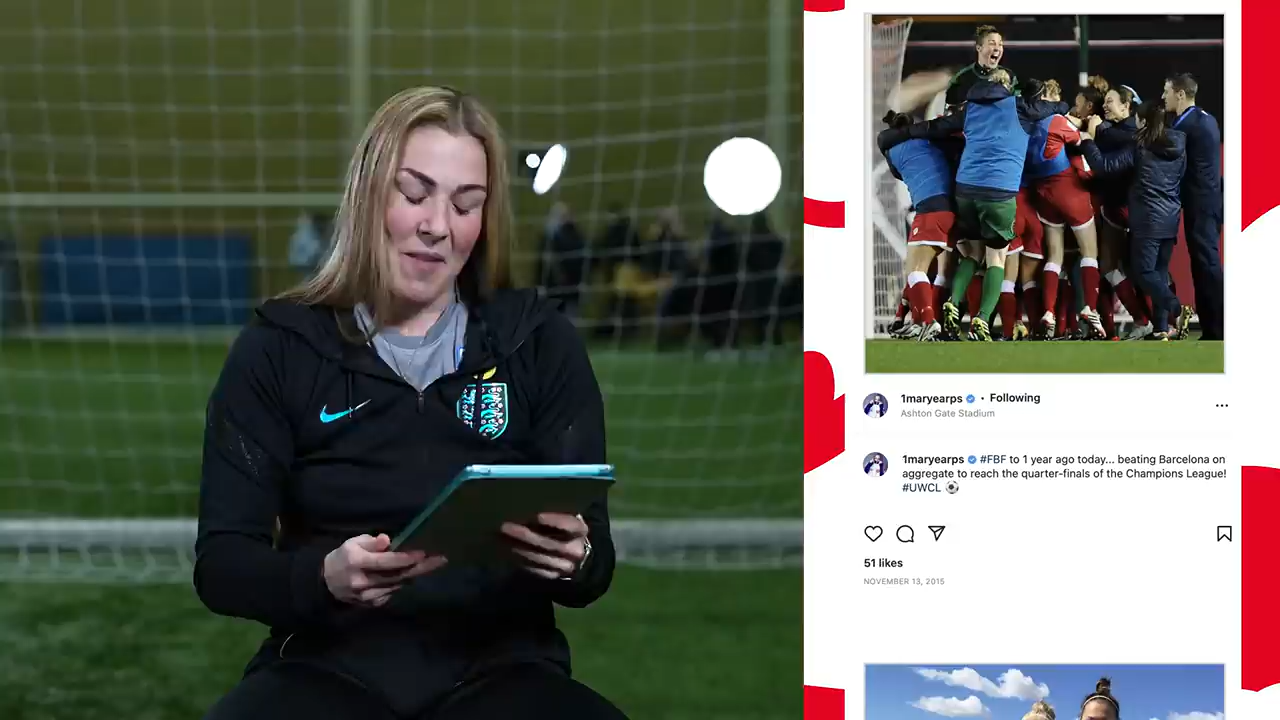 1maryearps • Following
Ashton Gate Stadium
1maryearps #FBF to 1 year ago today... beating Barcelona on
aggregate to reach the quarter-finals of the Champions League!
#UWCL ⚽
51 likes
NOVEMBER 13, 2015